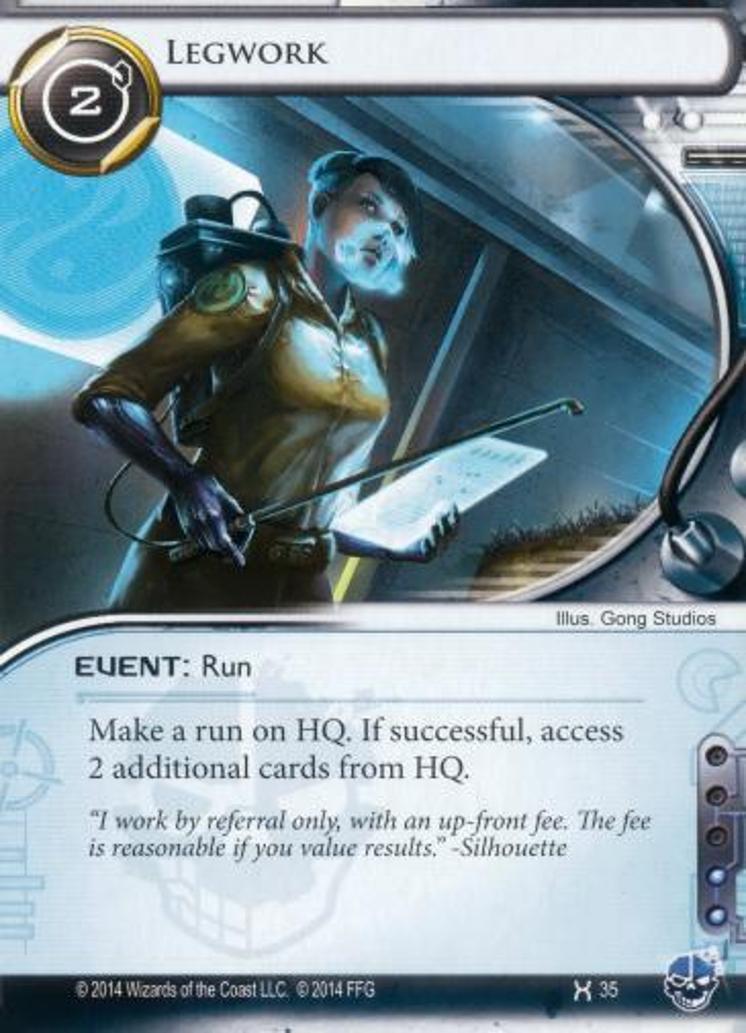 Legwork
2
Illus. Gong Studios
EVENT: Run
Make a run on HQ. If successful, access
2 additional cards from HQ.
"I work by referral only, with an up-front fee. The fee
is reasonable if you value results." -Silhouette
© 2014 Wizards of the Coast LLC. © 2014 FFG
35